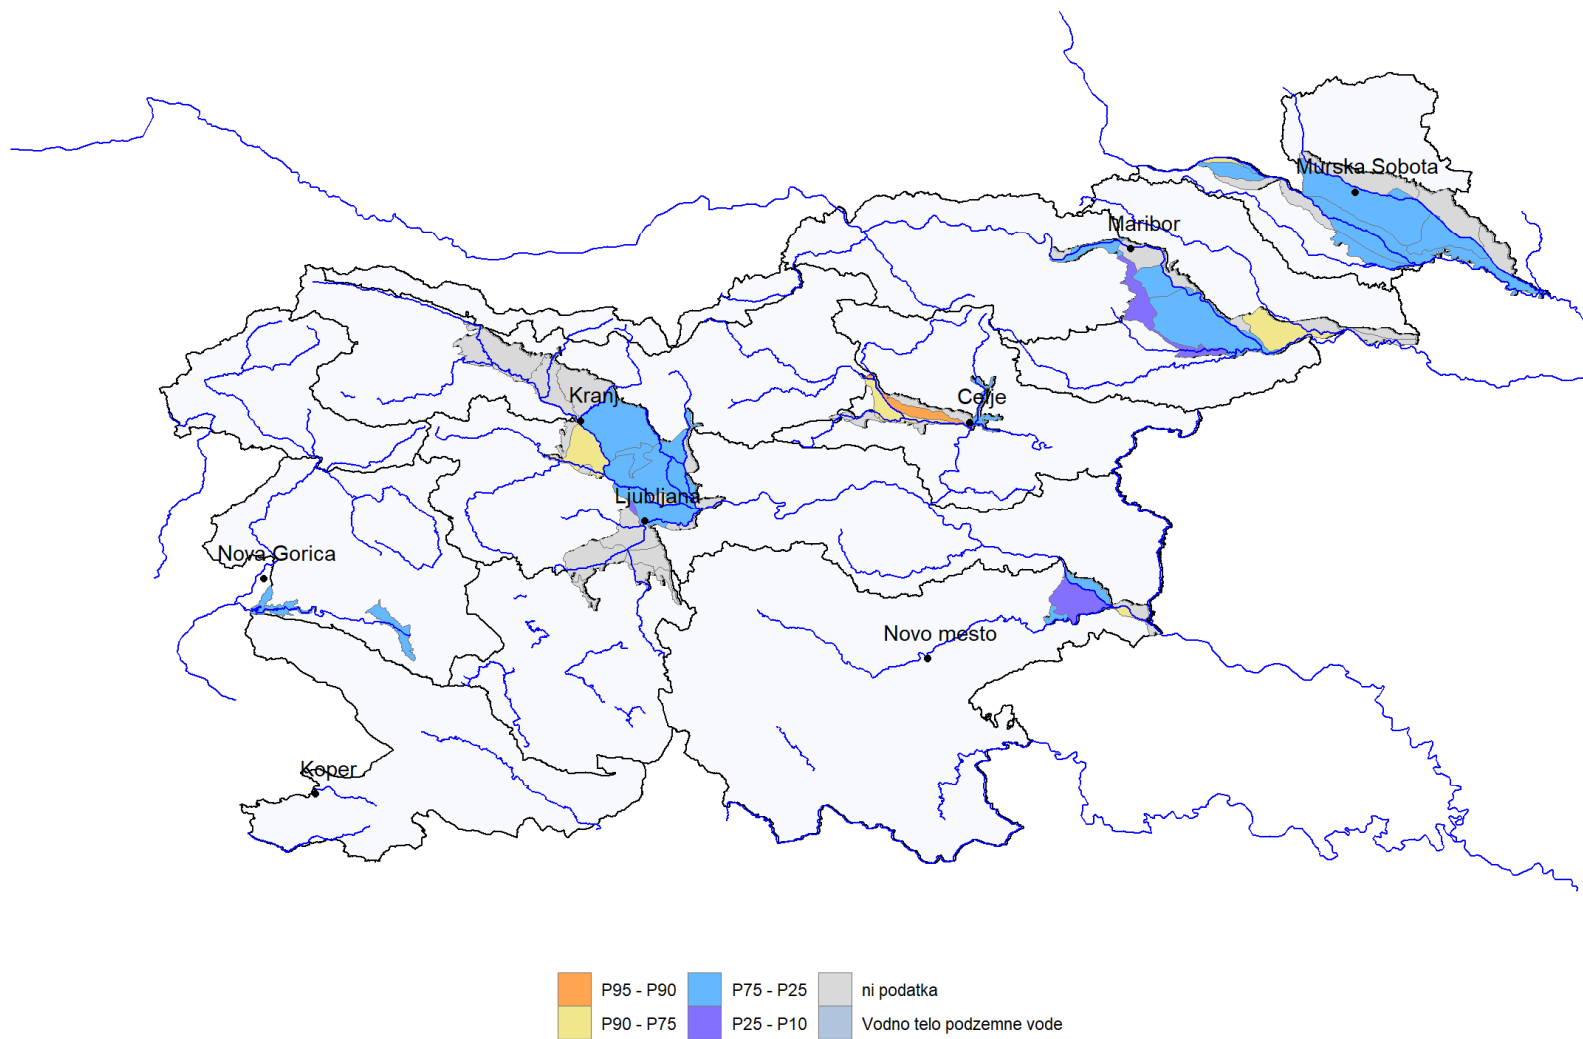 Murska Sobota
Maribor
Kranj
Celje
Ljubljana
Nova Gorica
Novo mesto
Koper
P95 - P90
P75 - P25
ni podatka
P90 - P75
P25 - P10
Vodno telo podzemne vode